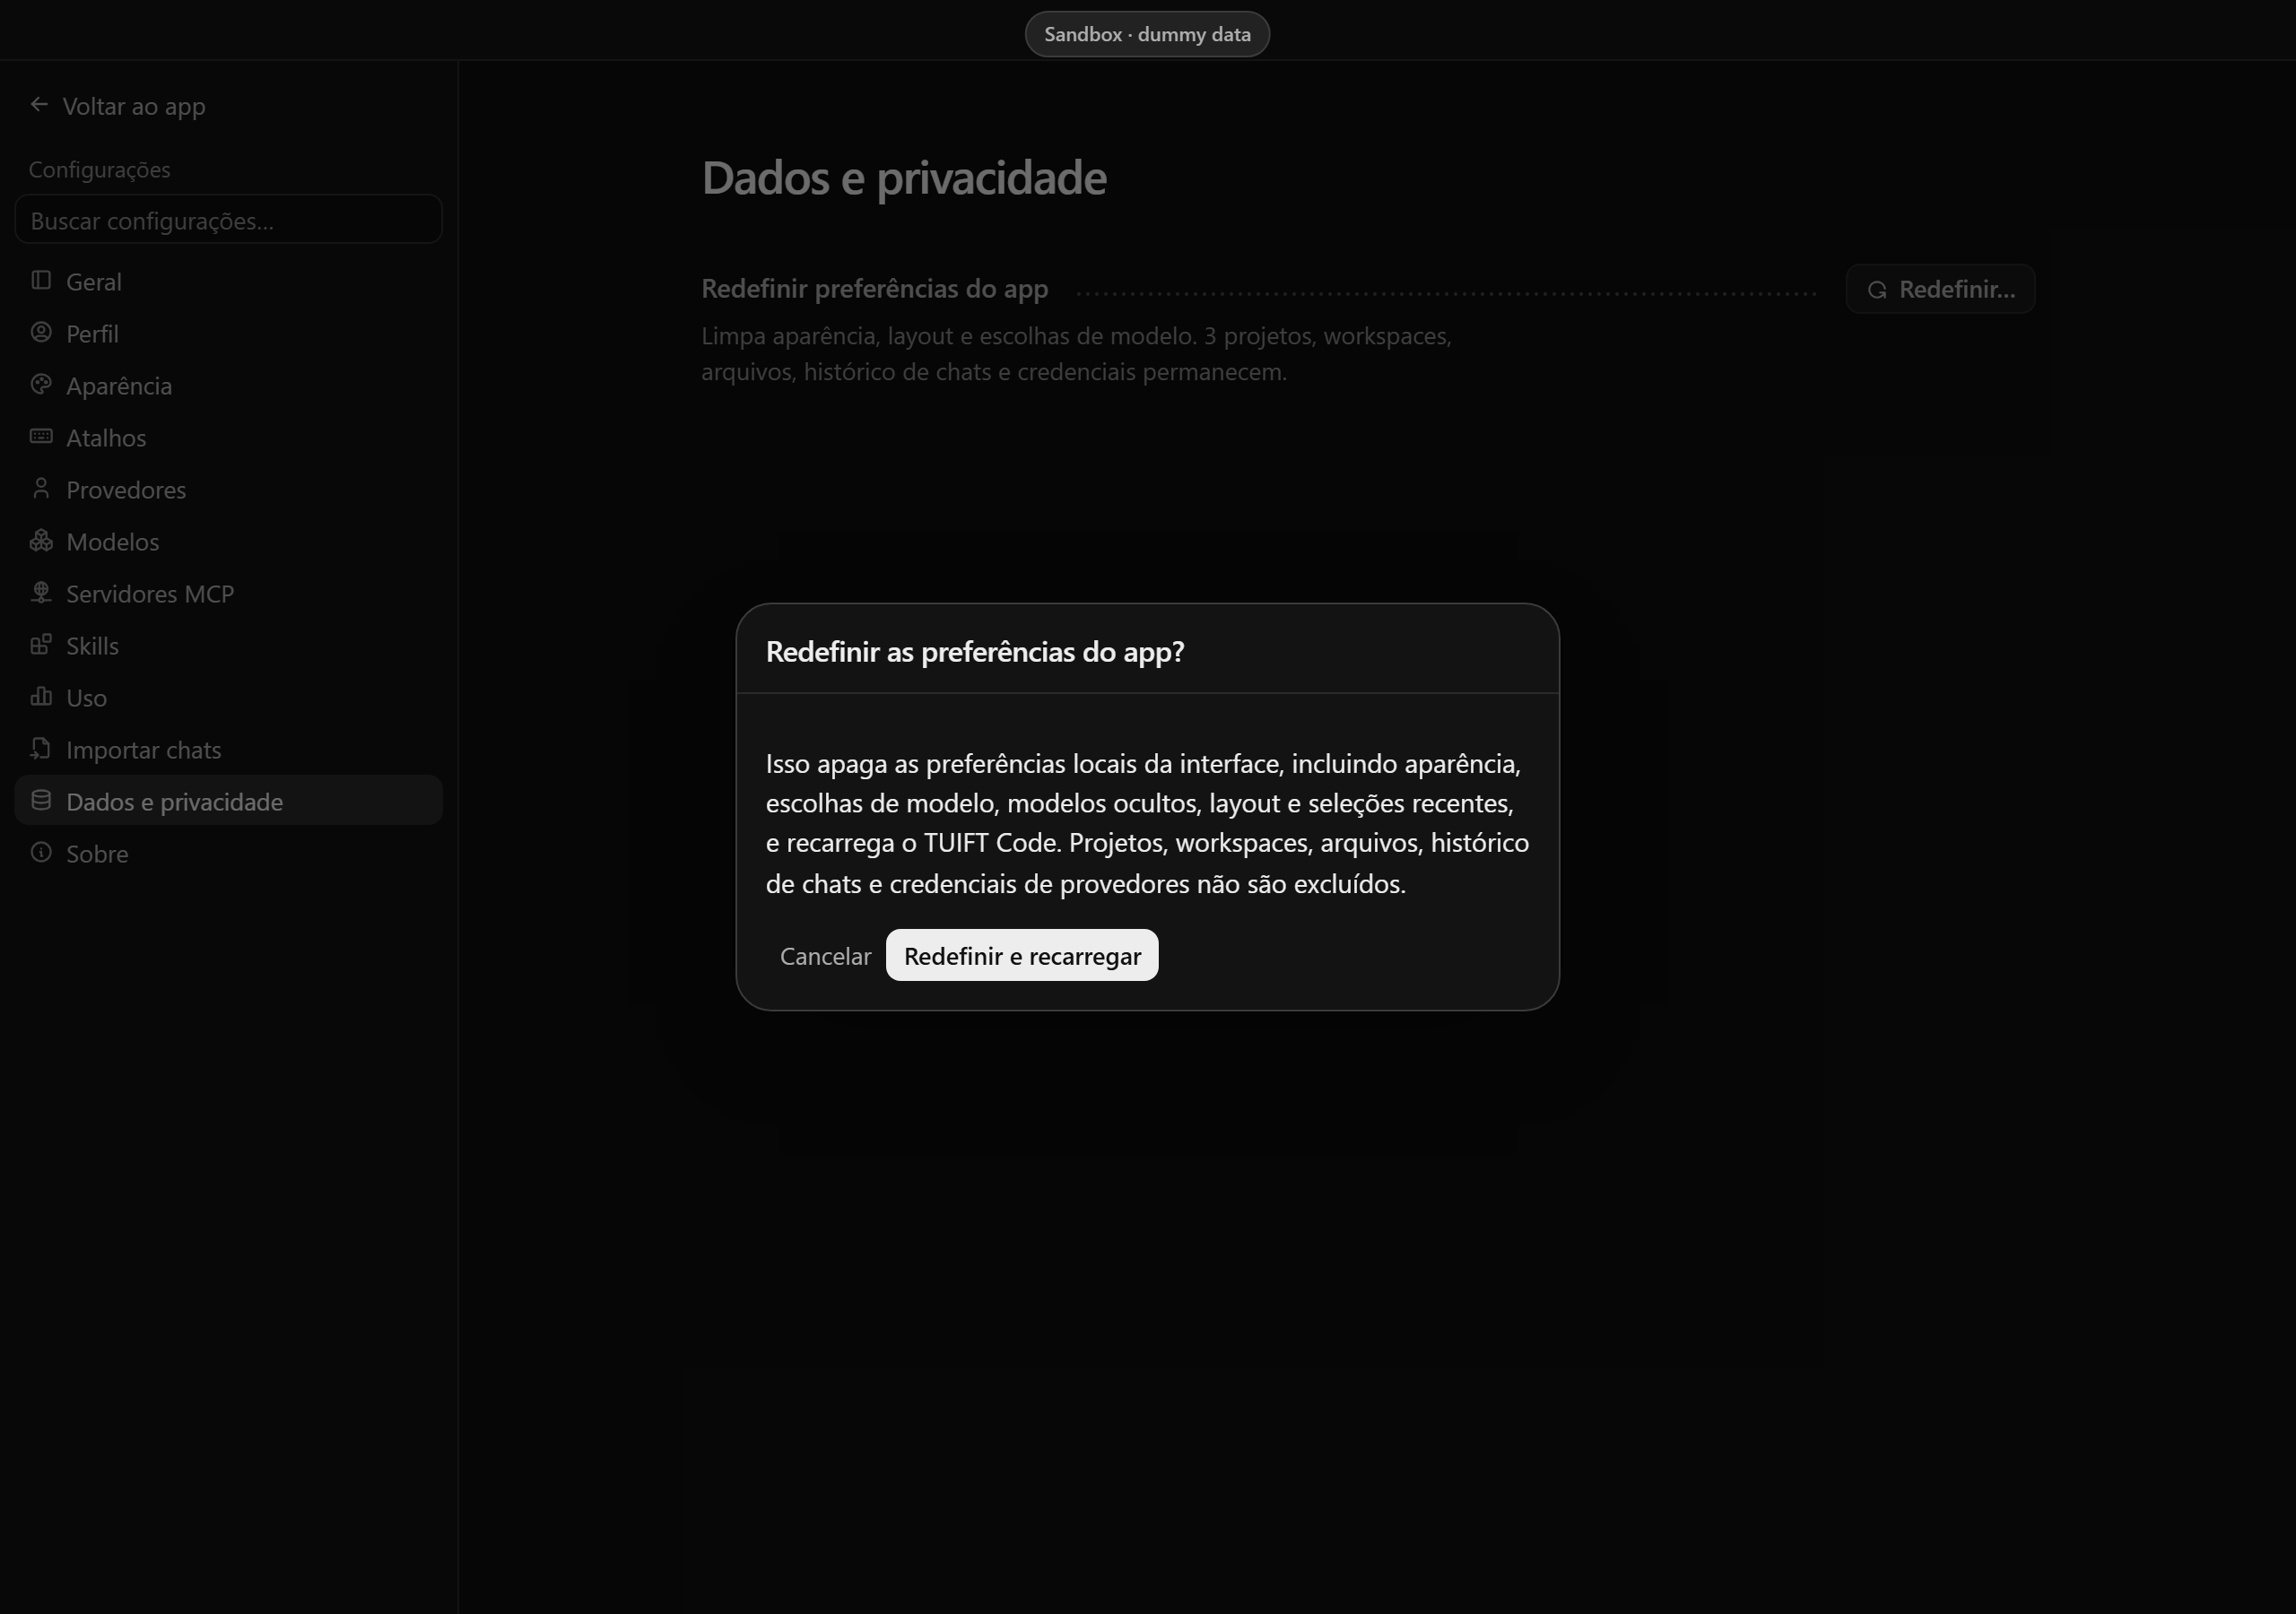 Sandbox · dummy data
Voltar ao app
Configurações
Buscar configurações...
Geral
Perfil
Aparência
Atalhos
Provedores
Modelos
Servidores MCP
Skills
Uso
Importar chats
Dados e privacidade
Sobre
Dados e privacidade
Redefinir preferências do app
Redefinir...
Limpa aparência, layout e escolhas de modelo. 3 projetos, workspaces,
arquivos, histórico de chats e credenciais permanecem.
Redefinir as preferências do app?
Isso apaga as preferências locais da interface, incluindo aparência,
escolhas de modelo, modelos ocultos, layout e seleções recentes,
e recarrega o TUIFT Code. Projetos, workspaces, arquivos, histórico
de chats e credenciais de provedores não são excluídos.
Cancelar
Redefinir e recarregar